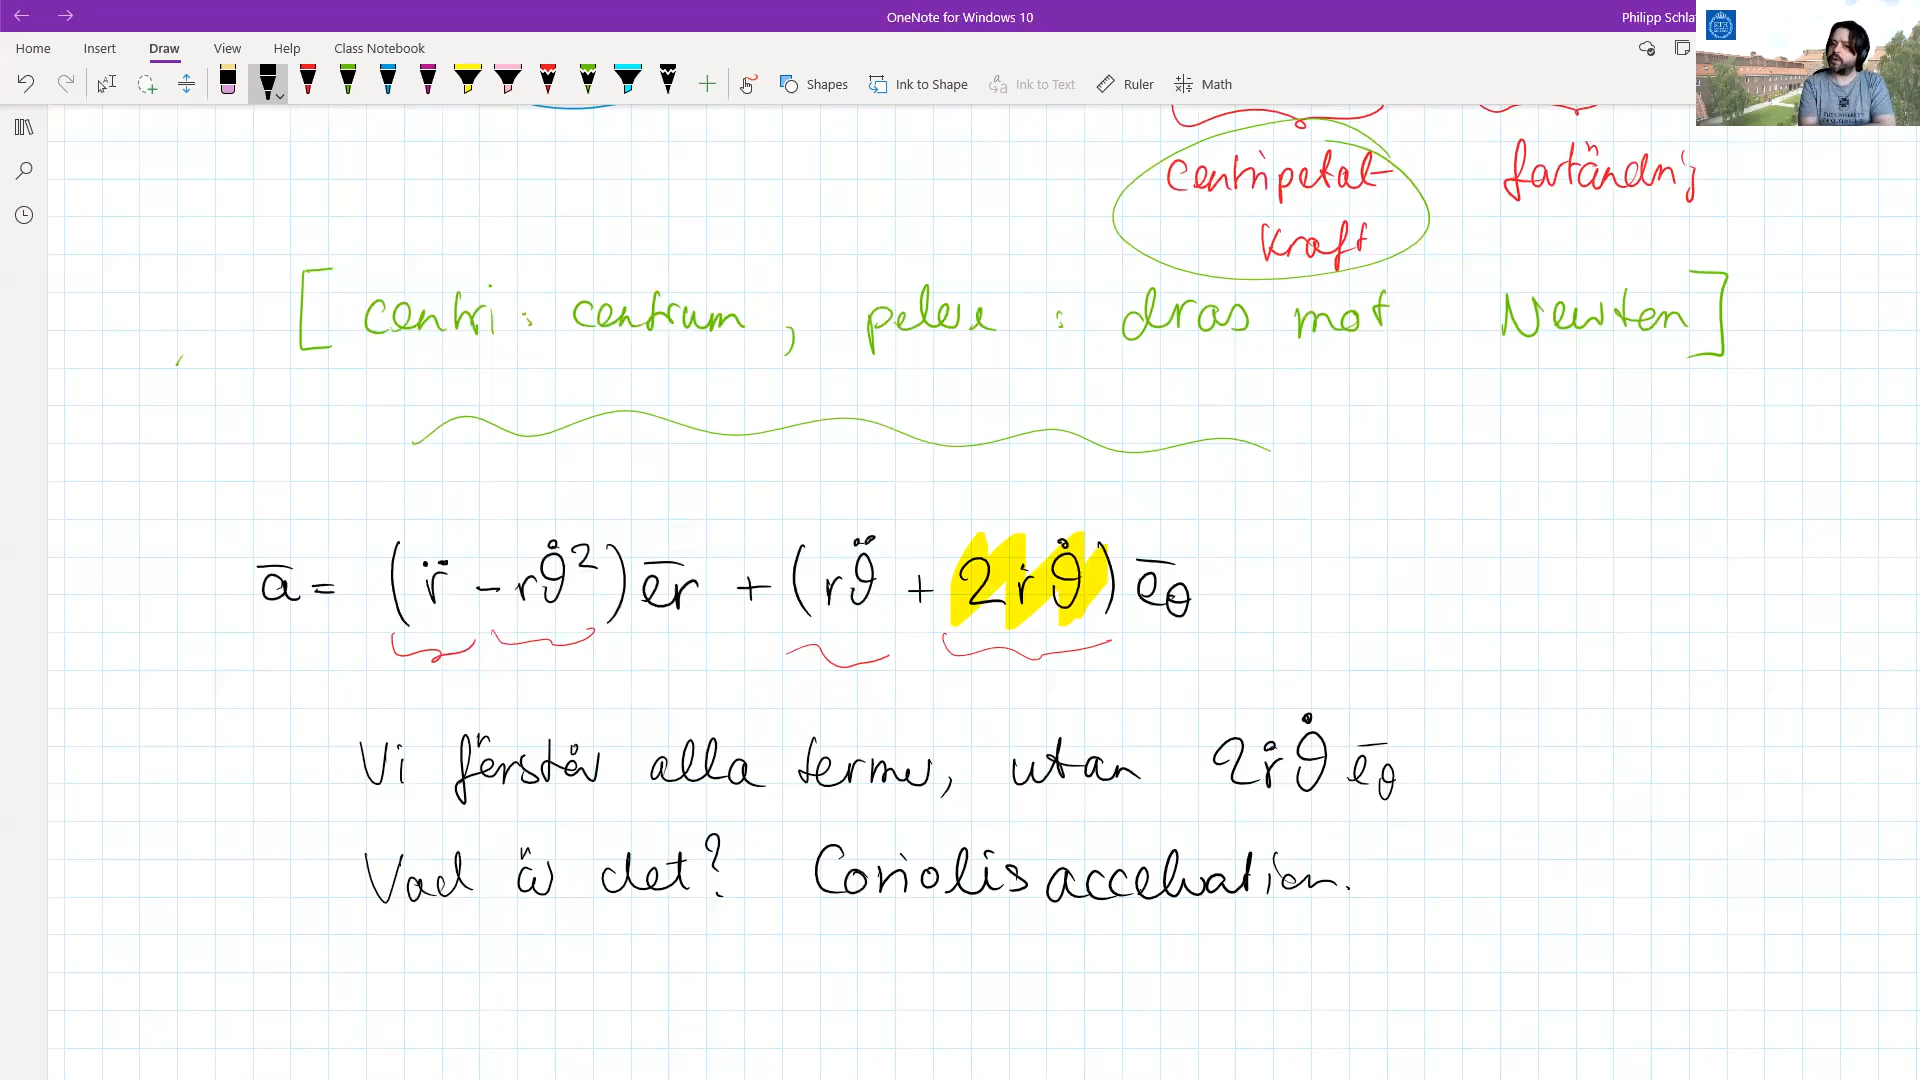 OneNote for Windows 10
Philipp Schla
Home Insert Draw View Help Class Notebook
Shapes Ink to Shape Ink to Text Ruler Math
centripetal-
kraft
fartändri
[centri: centrum, petere: dras mot Newton]
ā = (r̈ - rθ̇²)ēr + (rθ̈ + 2ṙθ̇)ēθ
Vi förstår alla termer, utan 2ṙθ̇ēθ
Vad är det? Coriolisacceleration.